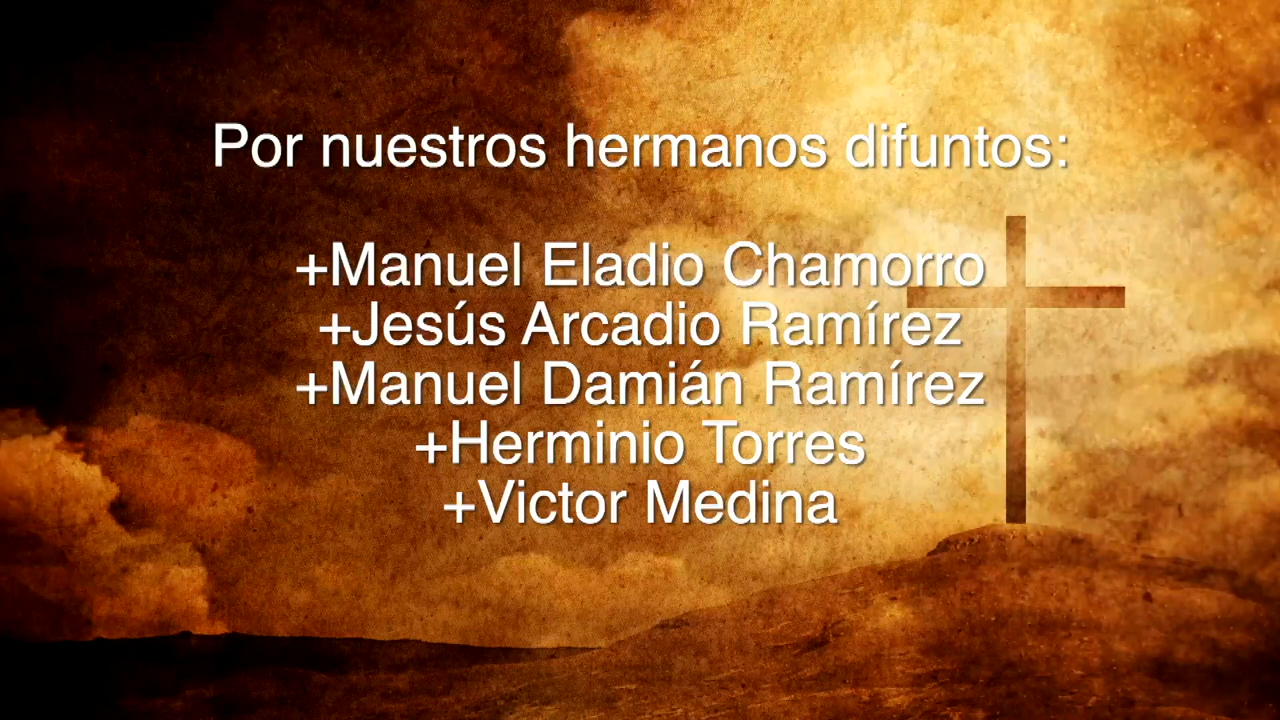 Por nuestros hermanos difuntos:
+Manuel Eladio Chamorro
+Jesús Arcadio Ramírez
+Manuel Damián Ramírez
+Herminio Torres
+Victor Medina